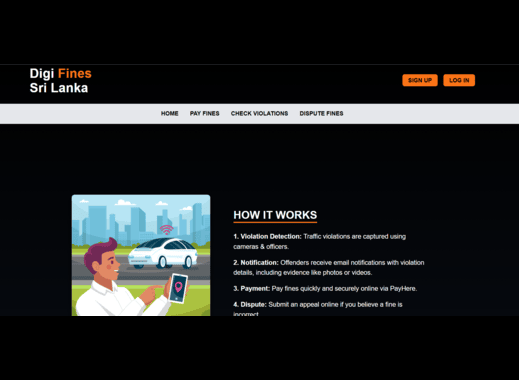 Digi Fines
Sri Lanka
SIGN UP
LOG IN
HOME
PAY FINES
CHECK VIOLATIONS
DISPUTE FINES
HOW IT WORKS
1. Violation Detection: Traffic violations are captured using
cameras & officers.
2. Notification: Offenders receive email notifications with violation
details, including evidence like photos or videos.
3. Payment: Pay fines quickly and securely online via PayHere.
4. Dispute: Submit an appeal online if you believe a fine is
incorrect